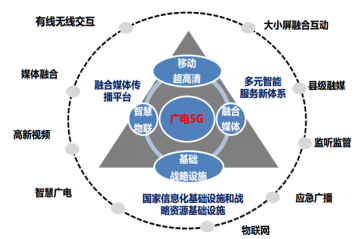 有线无线交互
大小屏融合互动
媒体融合
移动
超高清
融合媒体传
播平台
多元智能
服务新体系
县级融媒
智慧
物联
广电5G
融合
媒体
高新视频
监听监管
基础
战略设施
智慧广电
国家信息化基础设施和战
略资源基础设施
应急广播
物联网